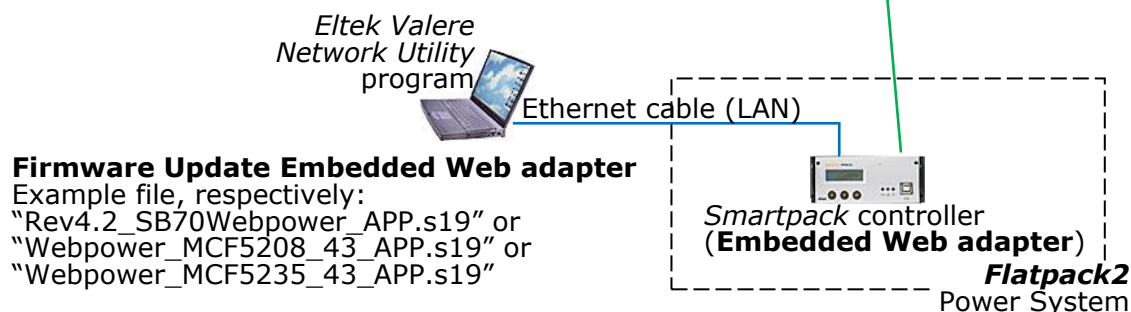 Eltek Valere
Network Utility
program
Ethernet cable (LAN)
Firmware Update Embedded Web adapter
Example file, respectively:
“Rev4.2_SB70Webpower_APP.s19” or
“Webpower_MCF5208_43_APP.s19” or
“Webpower_MCF5235_43_APP.s19”
Smartpack controller
(Embedded Web adapter)
Flatpack2
Power System